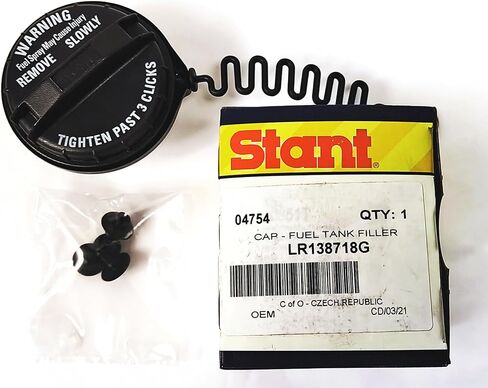 WARNING
Fuel Spray May Cause Injury
REMOVE SLOWLY
TIGHTEN PAST 3 CLICKS
Stant®
04754 QTY: 1
CAP - FUEL TANK FILLER
LR138718G
C of O - CZECH REPUBLIC
OEM CD/03/21